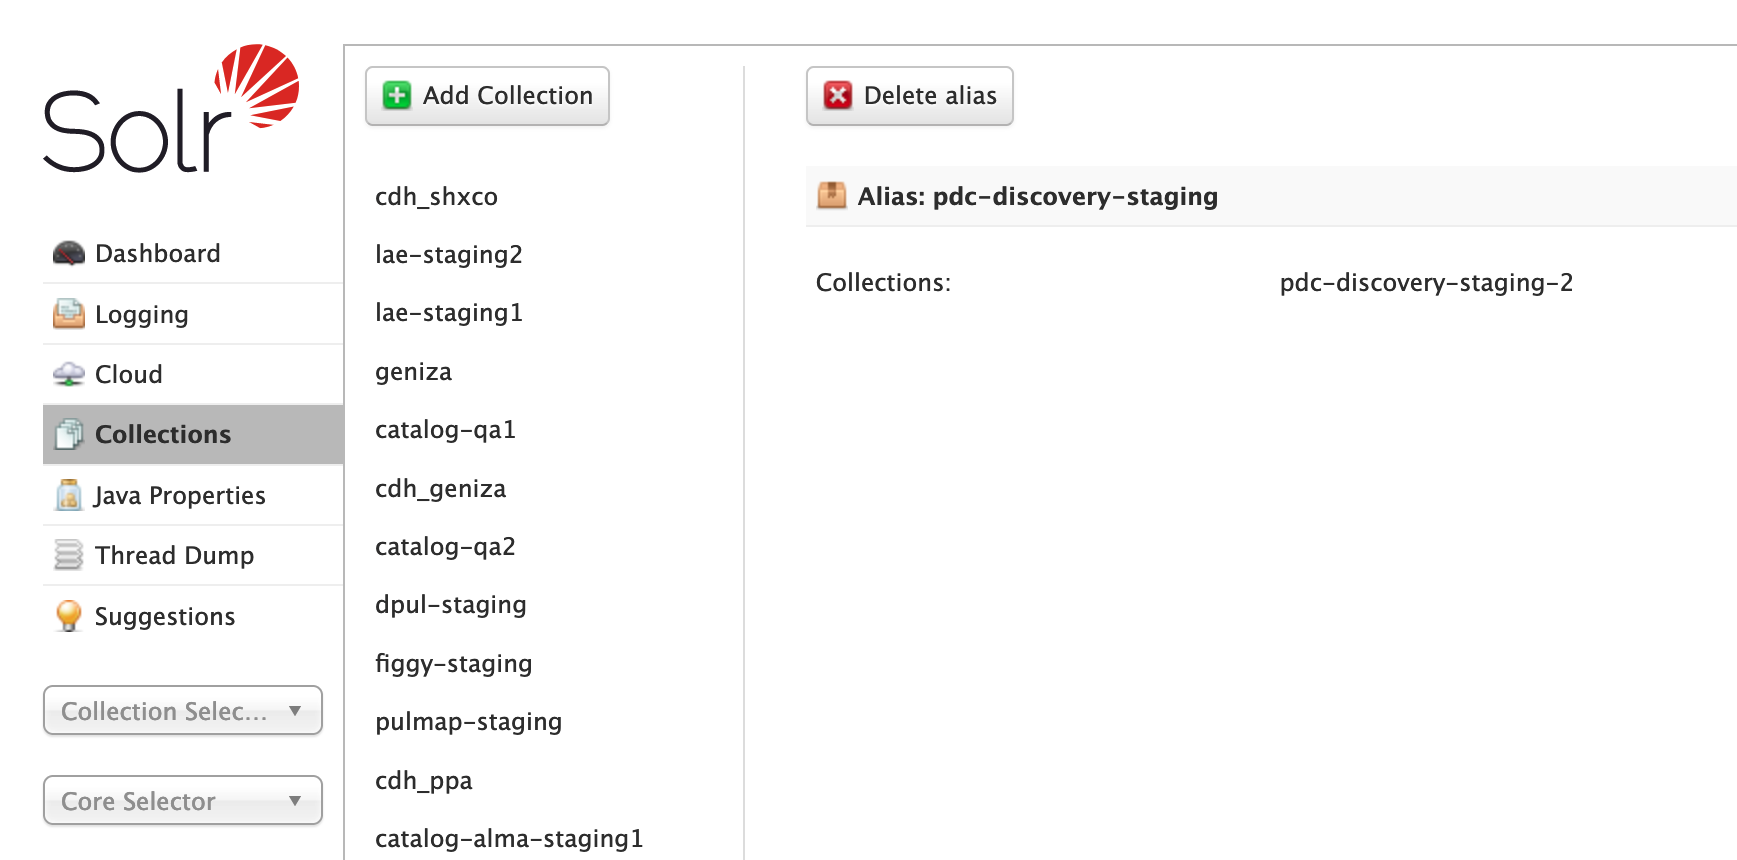 Solr
Dashboard
Logging
Cloud
Collections
Java Properties
Thread Dump
Suggestions
Collection Selec...
Core Selector
Add Collection
cdh_shxco
lae-staging2
lae-staging1
geniza
catalog-qa1
cdh_geniza
catalog-qa2
dpul-staging
figgy-staging
pulmap-staging
cdh_ppa
catalog-alma-staging1
Delete alias
Alias: pdc-discovery-staging
Collections: pdc-discovery-staging-2